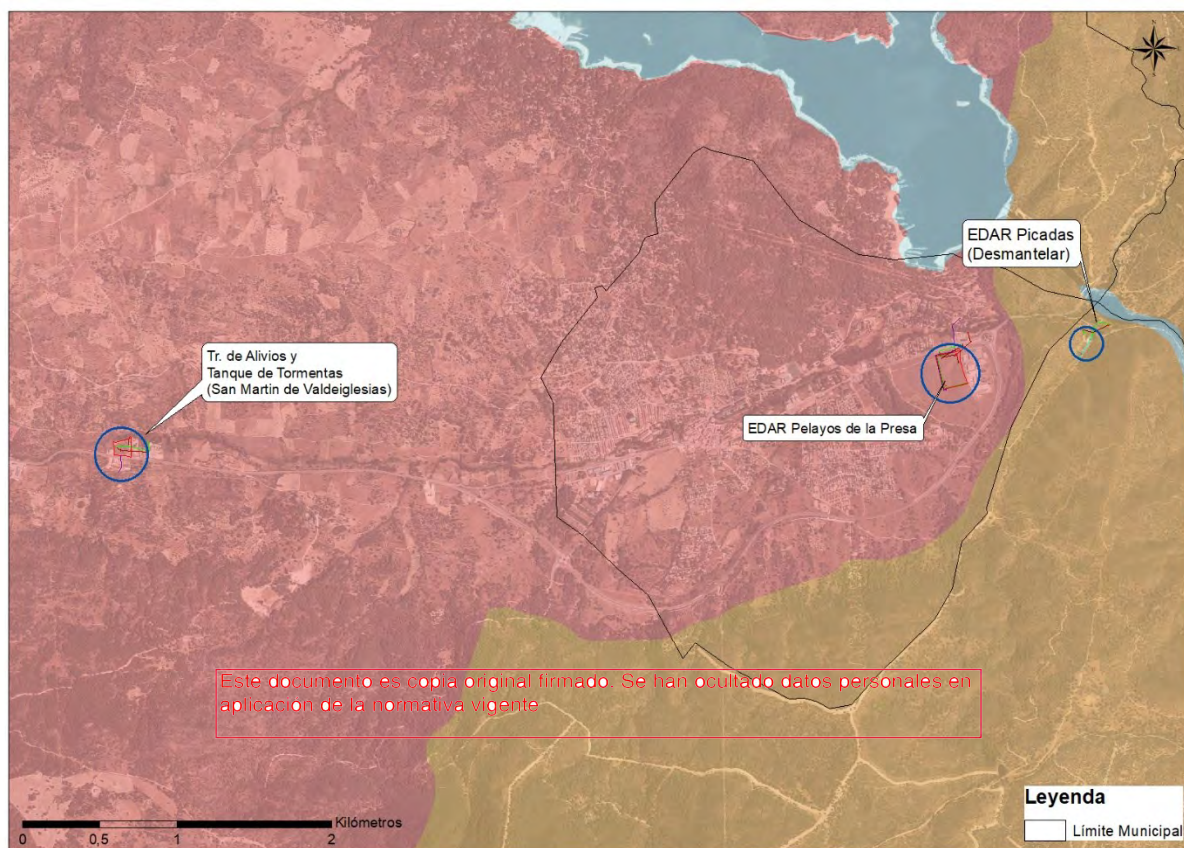 N
EDAR Picadas
(Desmantelar)
Tr. de Alivios y
Tanque de Tormentas
(San Martin de Valdeiglesias)
EDAR Pelayos de la Presa
Este documento es copia original firmado. Se han ocultado datos personales en
aplicación de la normativa vigente
Leyenda
Límite Municipal
Kilómetros
0 0,5 1 2